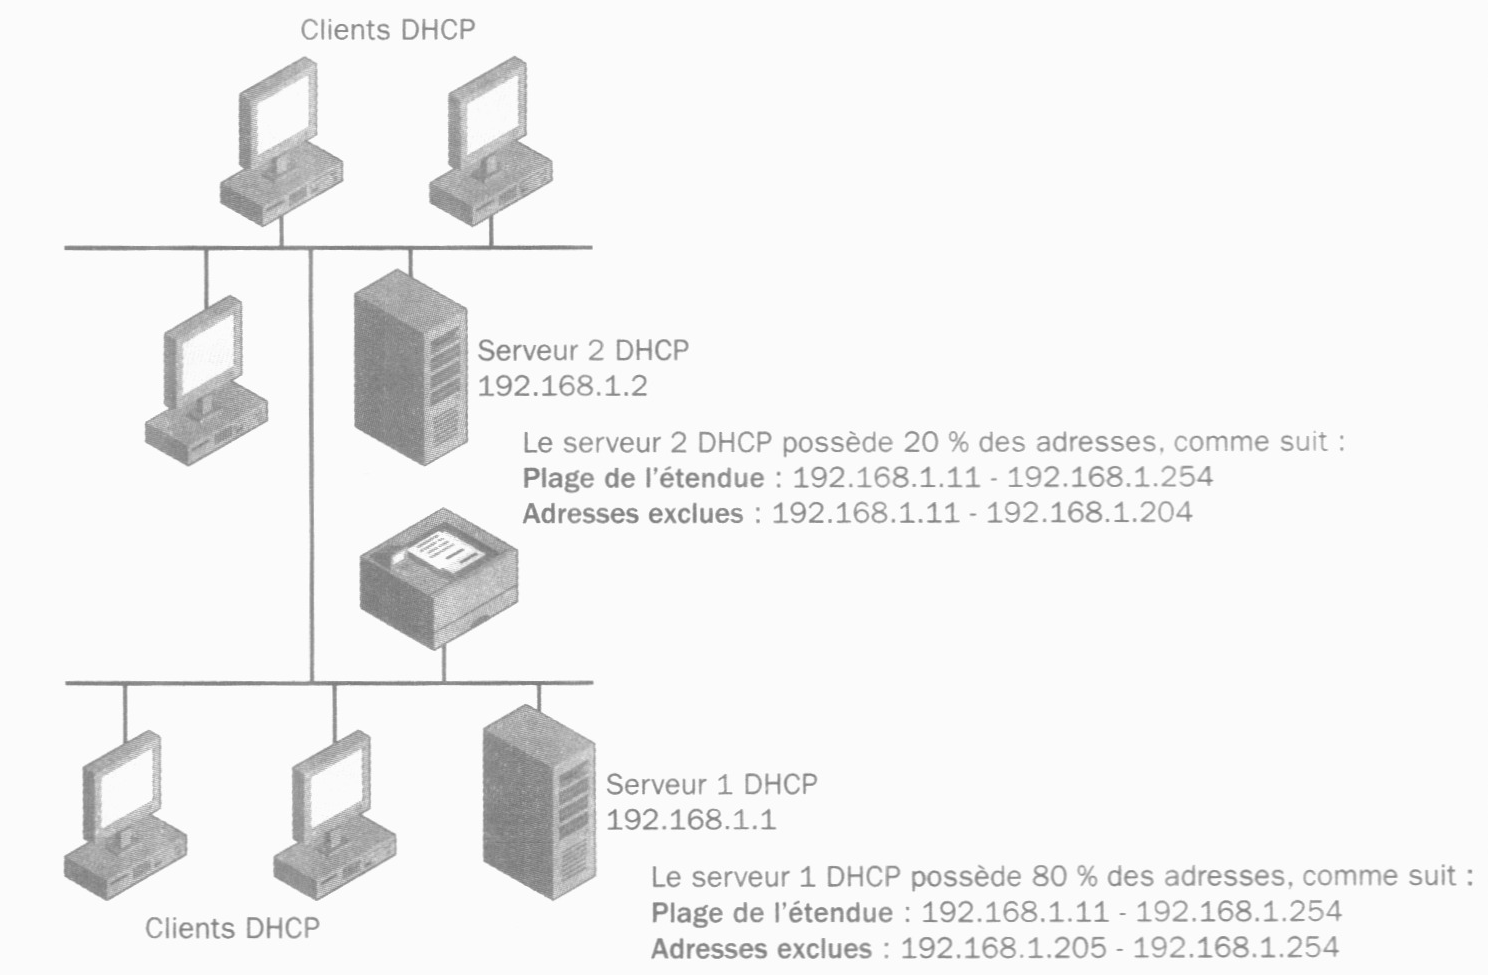 Clients DHCP
Serveur 2 DHCP
192.168.1.2
Le serveur 2 DHCP possède 20 % des adresses, comme suit :
Plage de l'étendue : 192.168.1.11 - 192.168.1.254
Adresses exclues : 192.168.1.11 - 192.168.1.204
Serveur 1 DHCP
192.168.1.1
Le serveur 1 DHCP possède 80 % des adresses, comme suit :
Plage de l'étendue : 192.168.1.11 - 192.168.1.254
Adresses exclues : 192.168.1.205 - 192.168.1.254
Clients DHCP